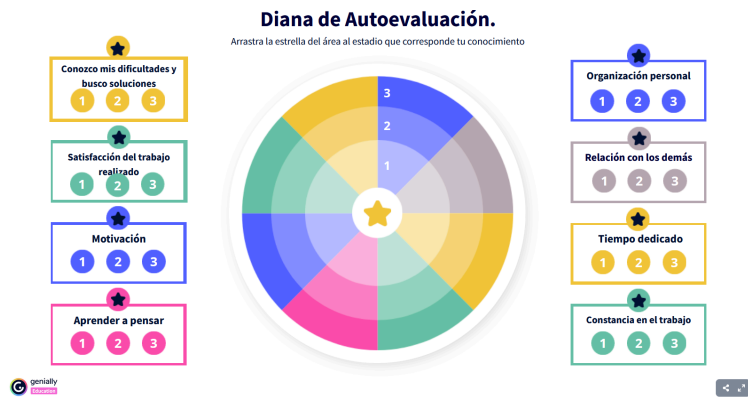 Diana de Autoevaluación.
Arrastra la estrella del área al estadio que corresponde tu conocimiento
Conozco mis dificultades y
busco soluciones
1 2 3
Satisfacción del trabajo
realizado
1 2 3
Motivación
1 2 3
Aprender a pensar
1 2 3
3
2
1
Organización personal
1 2 3
Relación con los demás
1 2 3
Tiempo dedicado
1 2 3
Constancia en el trabajo
1 2 3
genially
Education